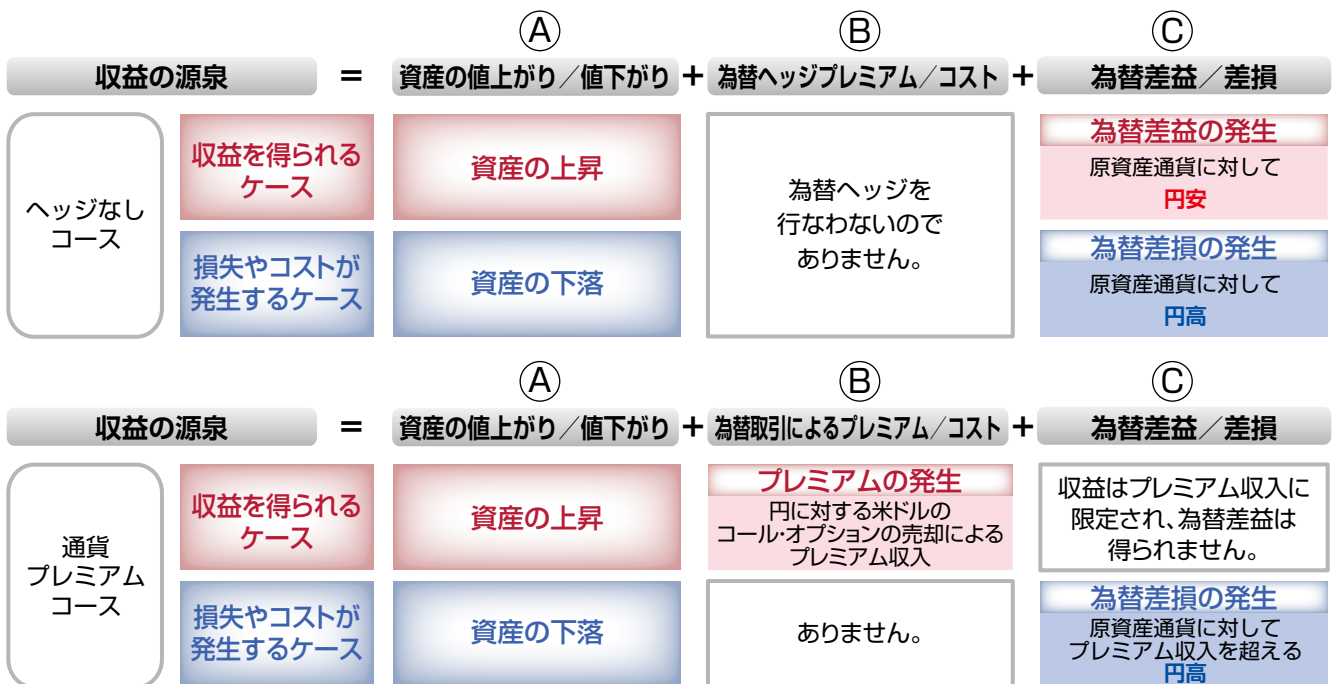 Ⓐ Ⓑ Ⓒ
収益の源泉 = 資産の値上がり／値下がり + 為替ヘッジプレミアム／コスト + 為替差益／差損
ヘッジなし
コース
収益を得られる
ケース
資産の上昇
為替ヘッジを
行なわないので
ありません。
為替差益の発生
原資産通貨に対して
円安
損失やコストが
発生するケース
資産の下落
為替差損の発生
原資産通貨に対して
円高
Ⓐ Ⓑ Ⓒ
収益の源泉 = 資産の値上がり／値下がり + 為替取引によるプレミアム／コスト + 為替差益／差損
通貨
プレミアム
コース
収益を得られる
ケース
資産の上昇
プレミアムの発生
円に対する米ドルの
コール・オプションの売却による
プレミアム収入
収益はプレミアム収入に
限定され、為替差益は
得られません。
損失やコストが
発生するケース
資産の下落
ありません。
為替差損の発生
原資産通貨に対して
プレミアム収入を超える
円高